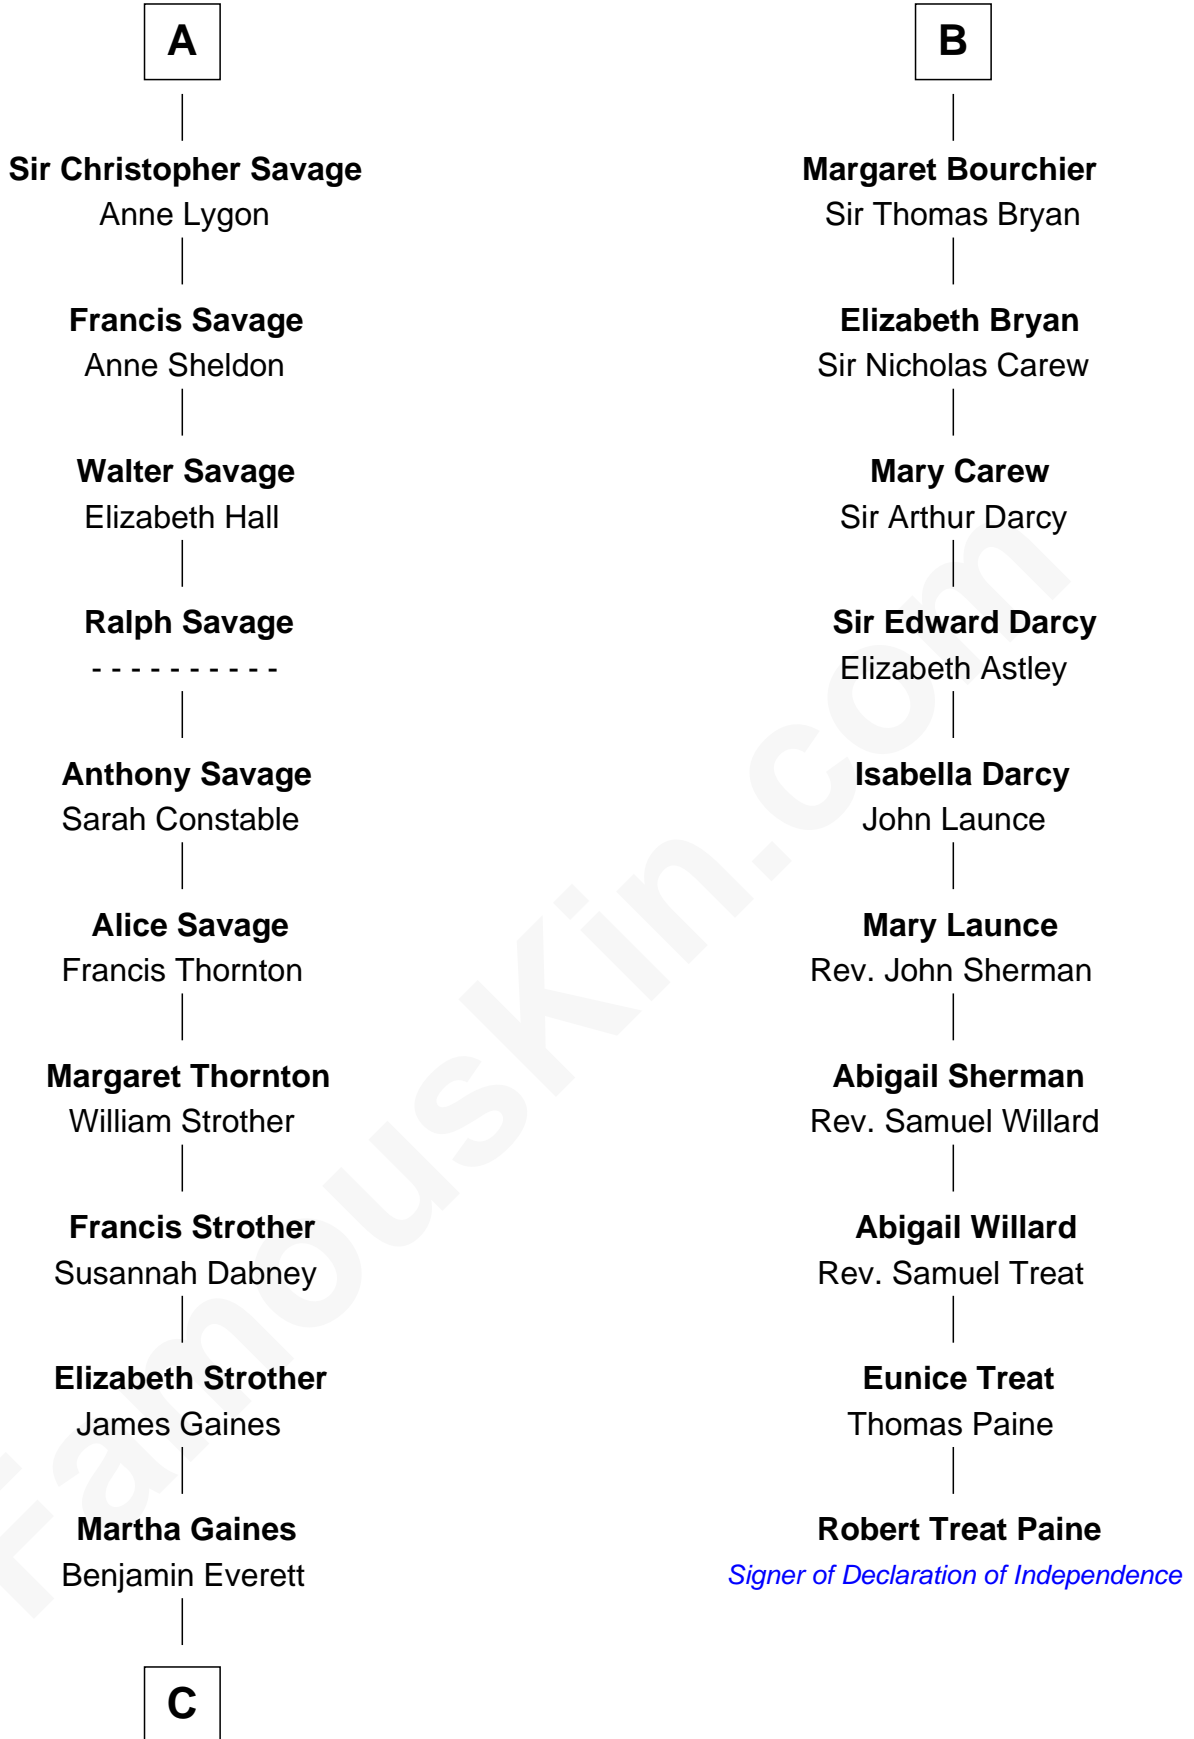 A
Sir Christopher Savage
Anne Lygon
Francis Savage
Anne Sheldon
Walter Savage
Elizabeth Hall
Ralph Savage
- - - - - - - - - -
Anthony Savage
Sarah Constable
Alice Savage
Francis Thornton
Margaret Thornton
William Strother
Francis Strother
Susannah Dabney
Elizabeth Strother
James Gaines
Martha Gaines
Benjamin Everett
C
B
Margaret Bourchier
Sir Thomas Bryan
Elizabeth Bryan
Sir Nicholas Carew
Mary Carew
Sir Arthur Darcy
Sir Edward Darcy
Elizabeth Astley
Isabella Darcy
John Launce
Mary Launce
Rev. John Sherman
Abigail Sherman
Rev. Samuel Willard
Abigail Willard
Rev. Samuel Treat
Eunice Treat
Thomas Paine
Robert Treat Paine
Signer of Declaration of Independence
FamousKin.com